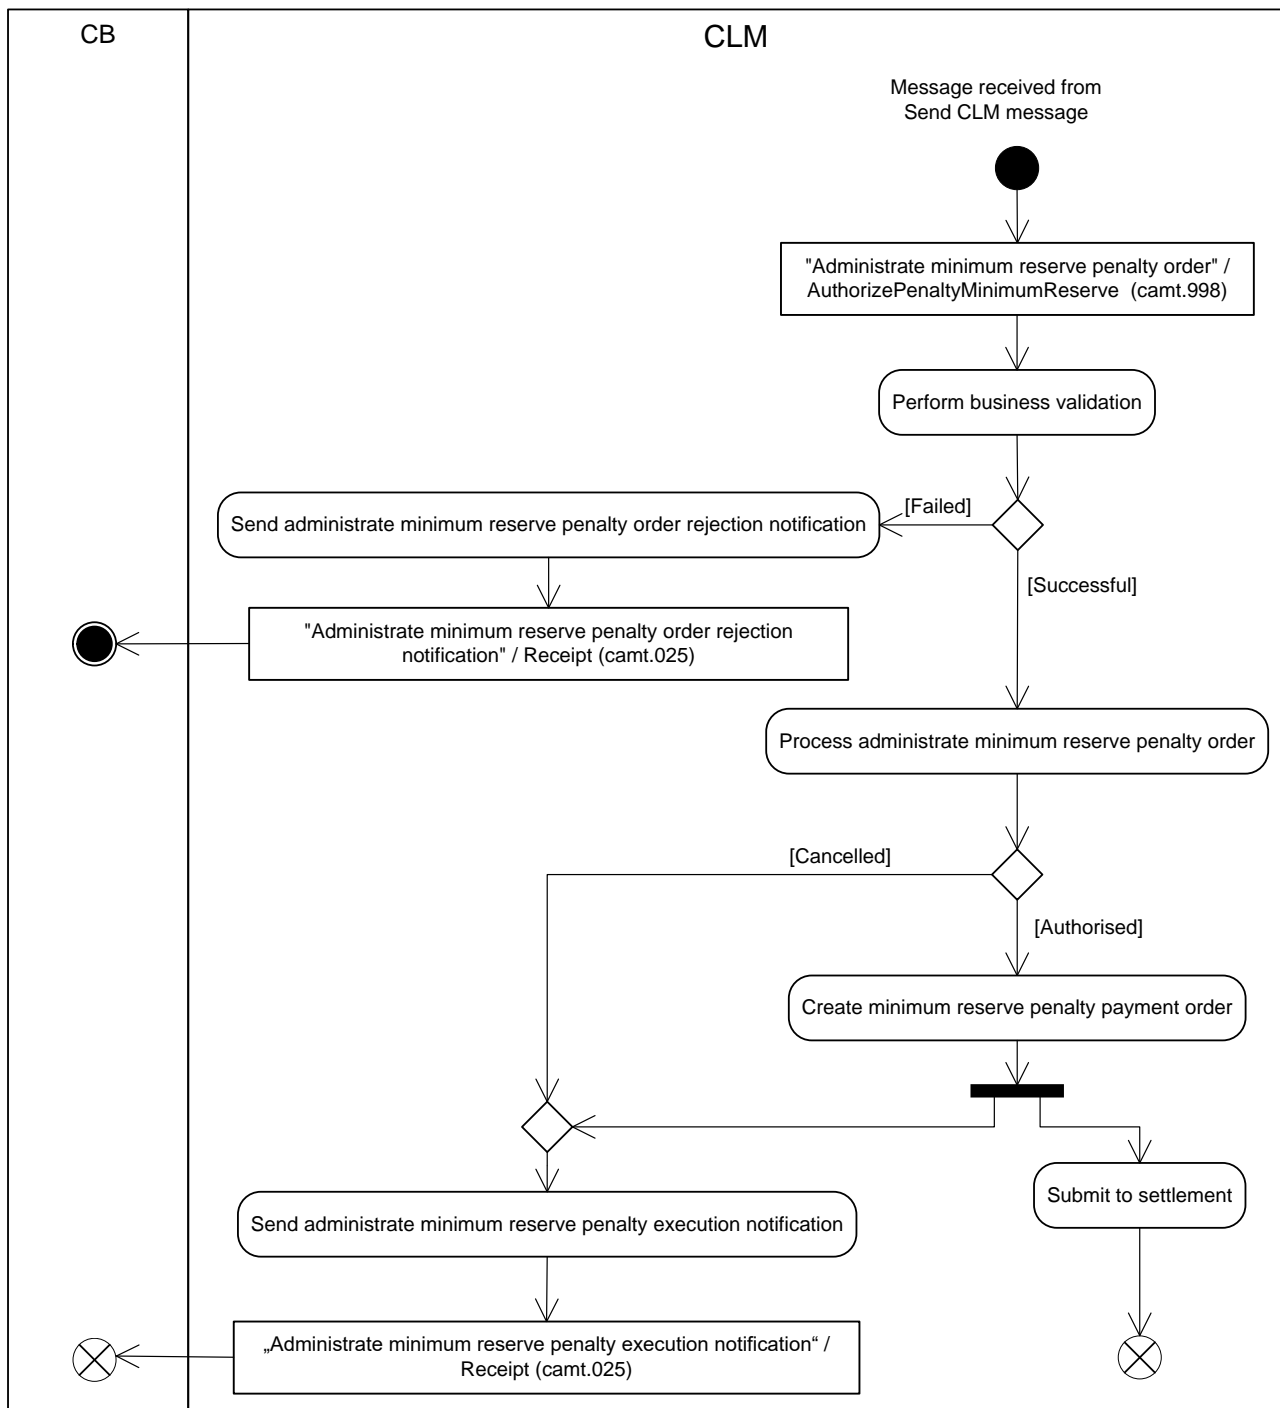 CB
CLM
Message received from
Send CLM message
"Administrate minimum reserve penalty order" /
AuthorizePenaltyMinimumReserve (camt.998)
Perform business validation
[Failed]
Send administrate minimum reserve penalty order rejection notification
[Successful]
"Administrate minimum reserve penalty order rejection
notification" / Receipt (camt.025)
Process administrate minimum reserve penalty order
[Cancelled]
[Authorised]
Create minimum reserve penalty payment order
Submit to settlement
Send administrate minimum reserve penalty execution notification
„Administrate minimum reserve penalty execution notification“ /
Receipt (camt.025)